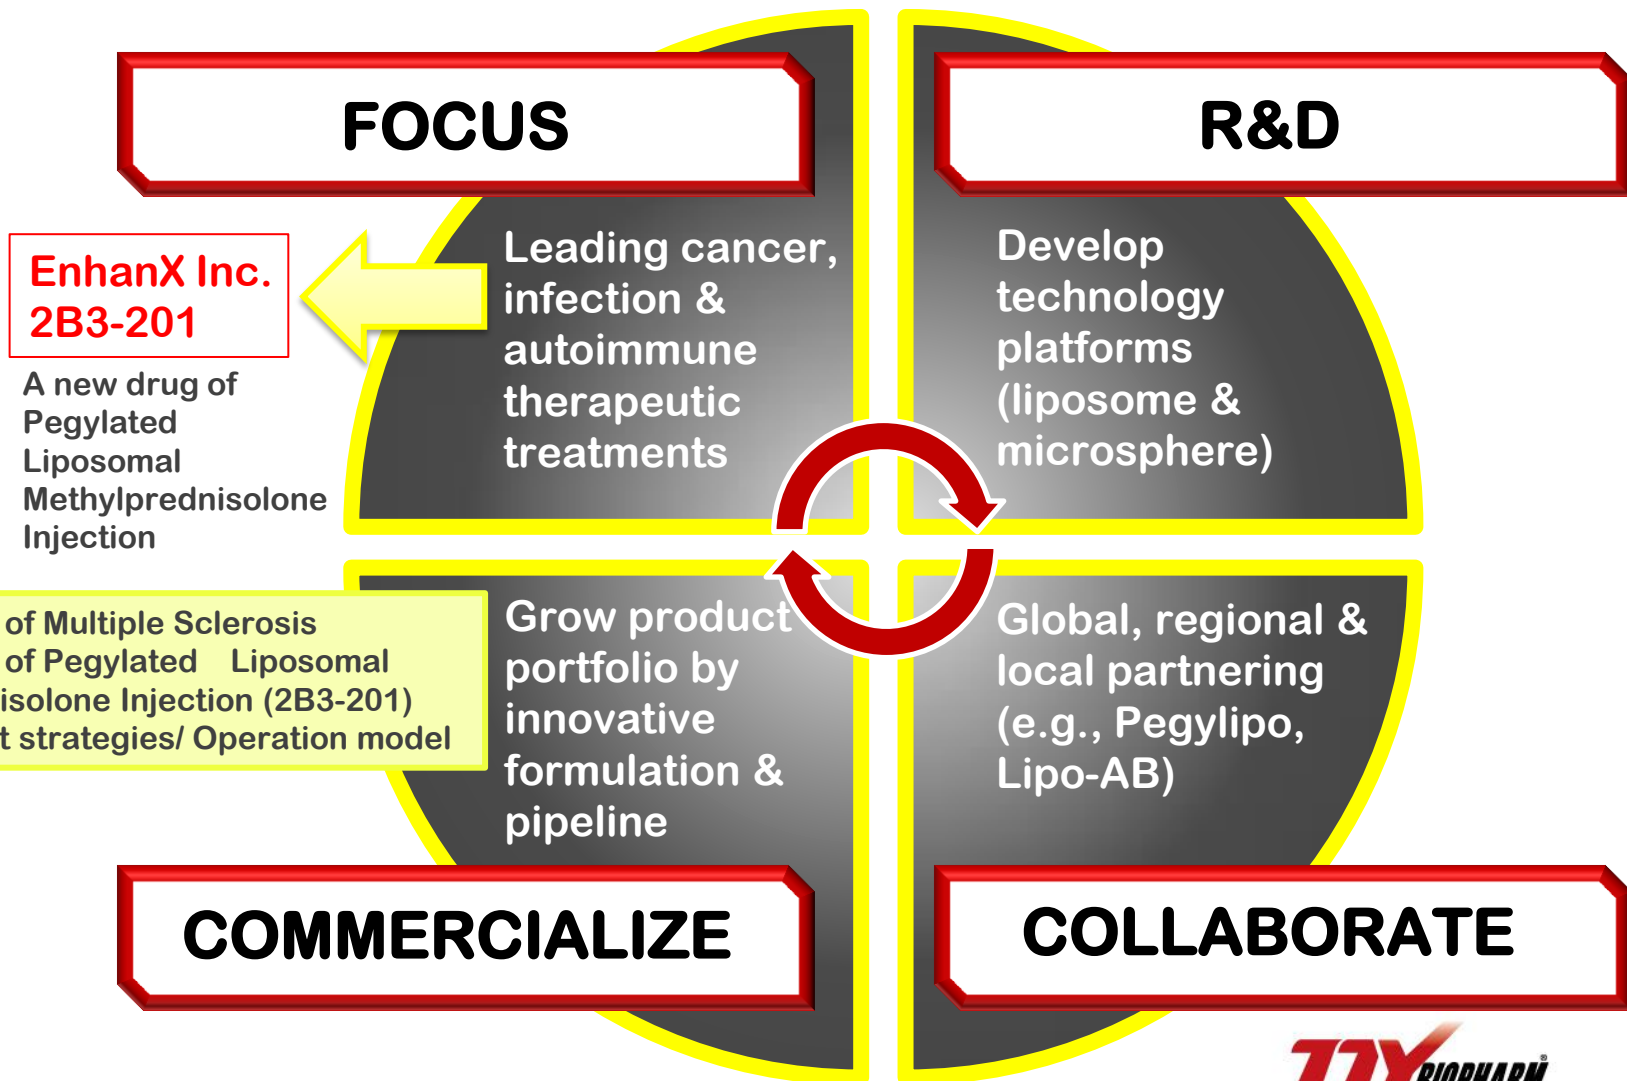 FOCUS
R&D
EnhanX Inc.
2B3-201
A new drug of
Pegylated
Liposomal
Methylprednisolone
Injection
Leading cancer,
infection &
autoimmune
therapeutic
treatments
Develop
technology
platforms
(liposome &
microsphere)
of Multiple Sclerosis
of Pegylated Liposomal
isolone Injection (2B3-201)
t strategies/ Operation model
Grow product
portfolio by
innovative
formulation &
pipeline
Global, regional &
local partnering
(e.g., Pegylipo,
Lipo-AB)
COMMERCIALIZE
COLLABORATE
TTY BIOPHARM